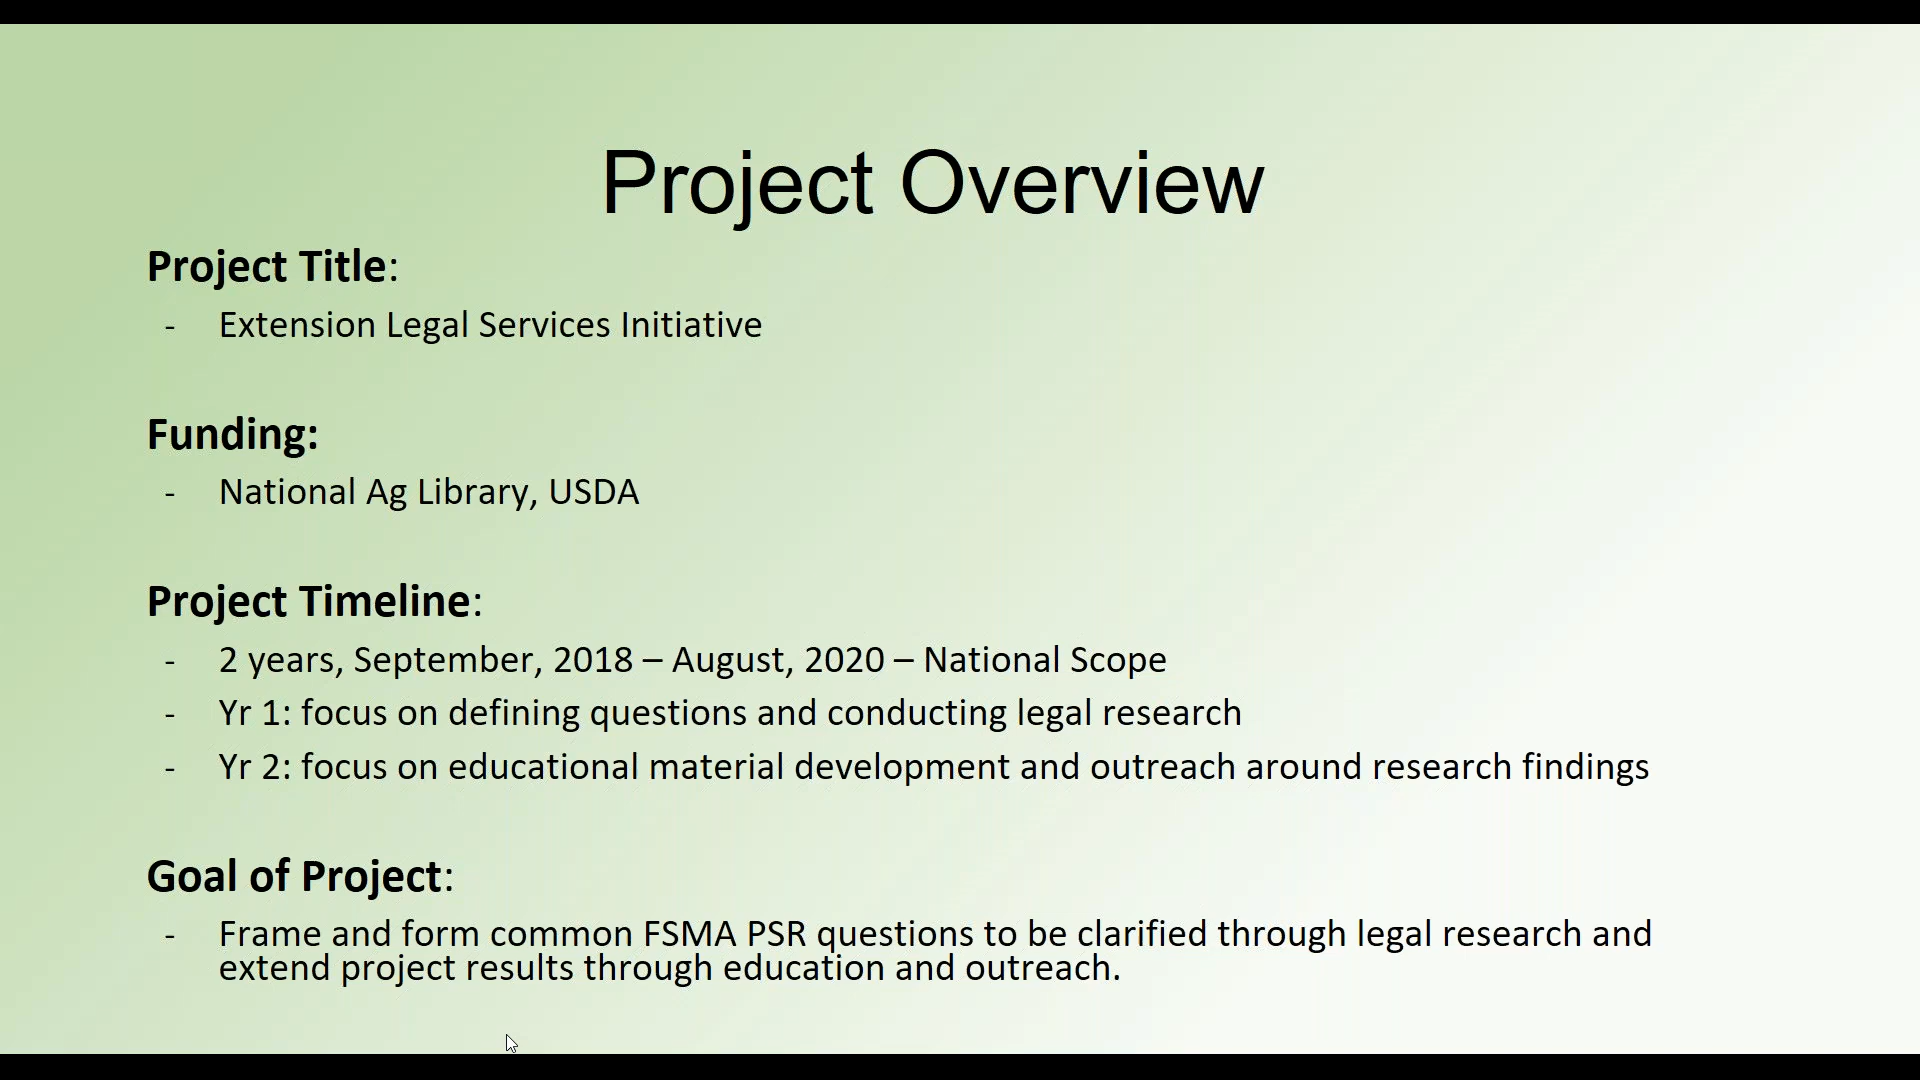 Project Overview
Project Title:
- Extension Legal Services Initiative
Funding:
- National Ag Library, USDA
Project Timeline:
- 2 years, September, 2018 – August, 2020 – National Scope
- Yr 1: focus on defining questions and conducting legal research
- Yr 2: focus on educational material development and outreach around research findings
Goal of Project:
- Frame and form common FSMA PSR questions to be clarified through legal research and
extend project results through education and outreach.